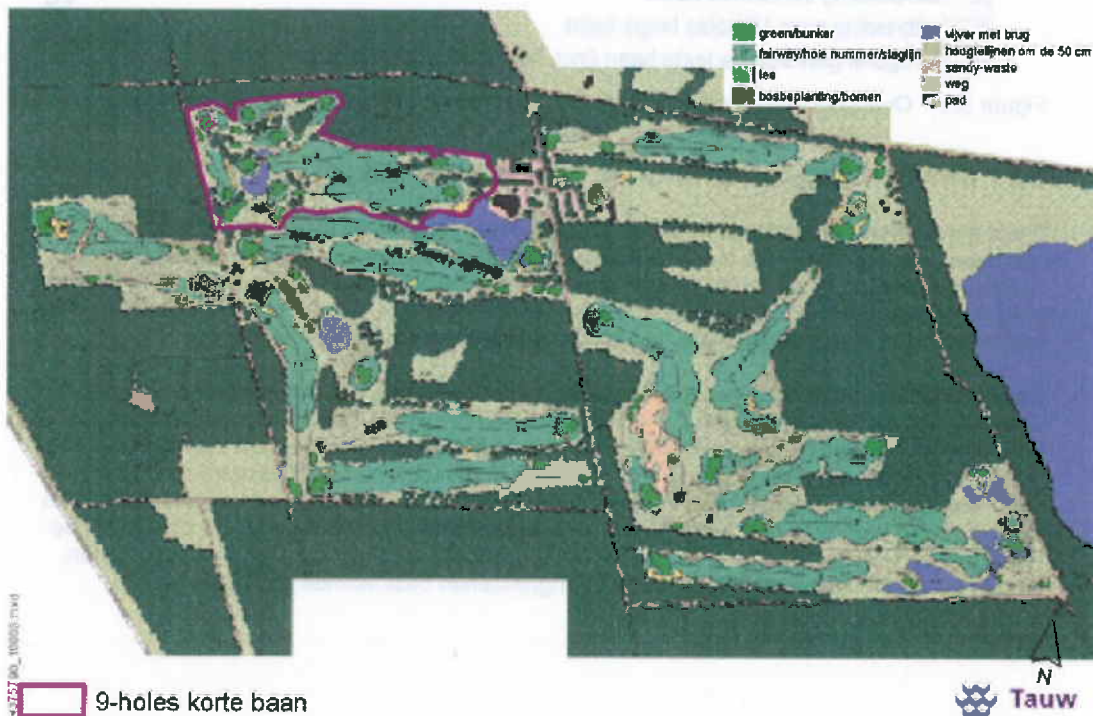 green/bunker
fairway/hole nummer/slaglijn
tee
bosbeplanting/bomen
vijver met brug
hoogtelijnen om de 50 cm
sandy-waste
weg
pad
N
9-holes korte baan
Tauw